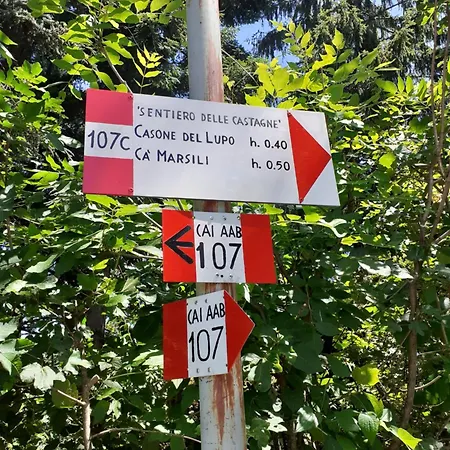 'SENTIERO DELLE CASTAGNE'
107C CASONE DEL LUPO h. 0.40
CA' MARSILI h. 0.50
CAI AAB
107
CAI AAB
107